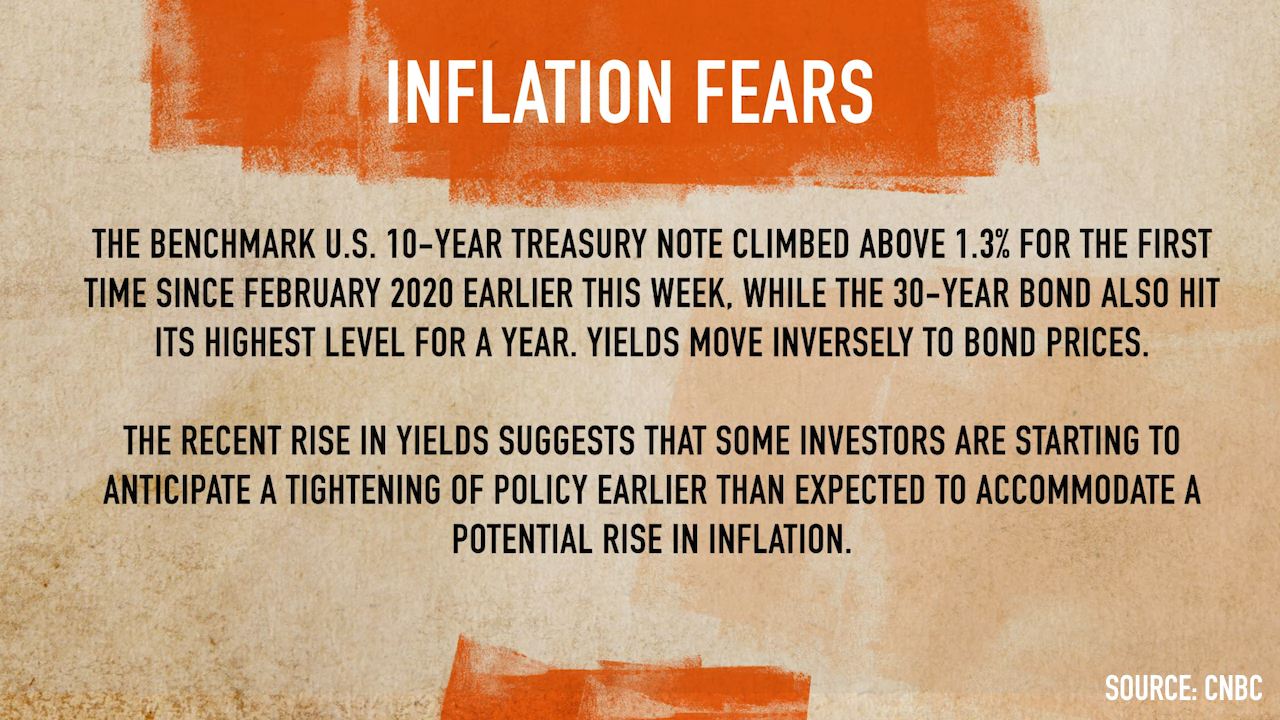 INFLATION FEARS
THE BENCHMARK U.S. 10-YEAR TREASURY NOTE CLIMBED ABOVE 1.3% FOR THE FIRST
TIME SINCE FEBRUARY 2020 EARLIER THIS WEEK, WHILE THE 30-YEAR BOND ALSO HIT
ITS HIGHEST LEVEL FOR A YEAR. YIELDS MOVE INVERSELY TO BOND PRICES.
THE RECENT RISE IN YIELDS SUGGESTS THAT SOME INVESTORS ARE STARTING TO
ANTICIPATE A TIGHTENING OF POLICY EARLIER THAN EXPECTED TO ACCOMMODATE A
POTENTIAL RISE IN INFLATION.
SOURCE: CNBC